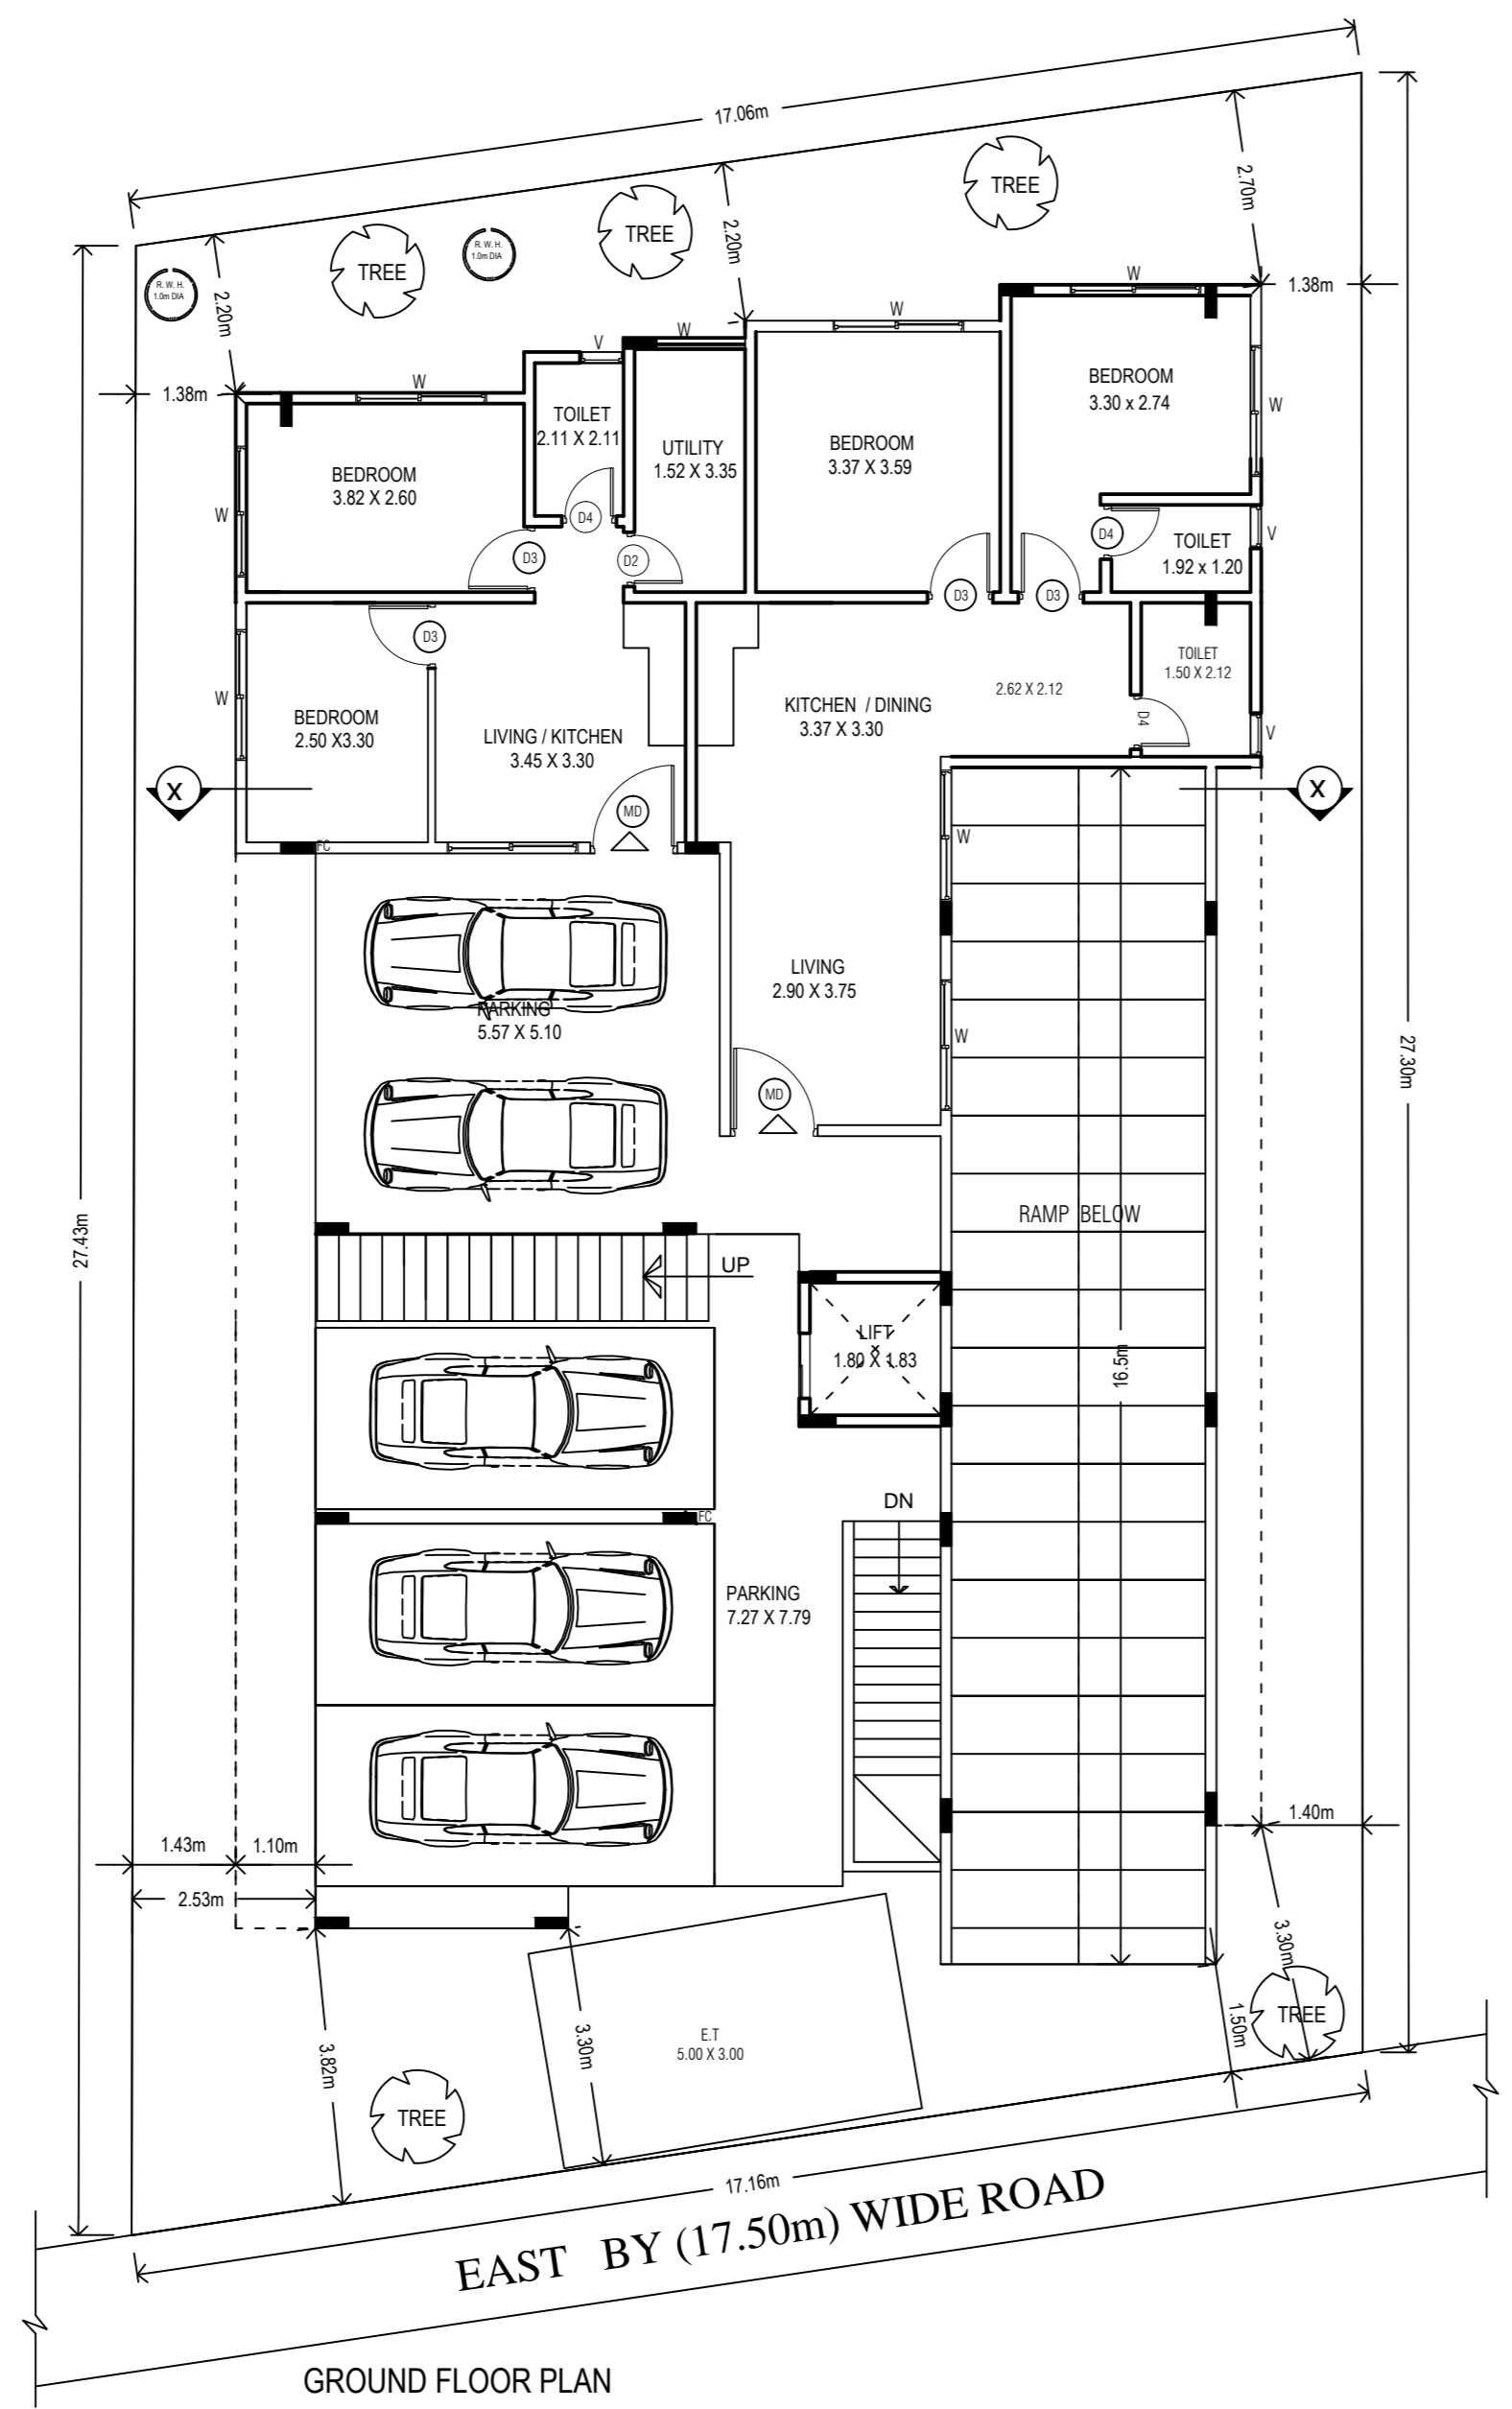 17.06m
TREE
2.70m
TREE
2.20m
R. W. H.
1.0m DIA
TREE
R. W. H.
1.0m DIA
2.20m
W
1.38m
W
W
V
W
1.38m
BEDROOM
3.30 x 2.74
W
TOILET
2.11 X 2.11
UTILITY
1.52 X 3.35
BEDROOM
3.37 X 3.59
BEDROOM
3.82 X 2.60
W
D4
D4
V
TOILET
1.92 x 1.20
D3
D2
D3
D3
D3
TOILET
1.50 X 2.12
2.62 X 2.12
W
KITCHEN / DINING
3.37 X 3.30
D4
V
BEDROOM
2.50 X3.30
LIVING / KITCHEN
3.45 X 3.30
X
X
MD
FC
W
LIVING
2.90 X 3.75
PARKING
5.57 X 5.10
W
27.30m
MD
27.43m
RAMP BELOW
UP
LIFT
1.80 X 1.83
16.5m
DN
FC
PARKING
7.27 X 7.79
1.40m
1.43m
1.10m
2.53m
3.30m
3.82m
3.30m
E.T
5.00 X 3.00
1.50m
TREE
TREE
17.16m
EAST BY (17.50m) WIDE ROAD
GROUND FLOOR PLAN